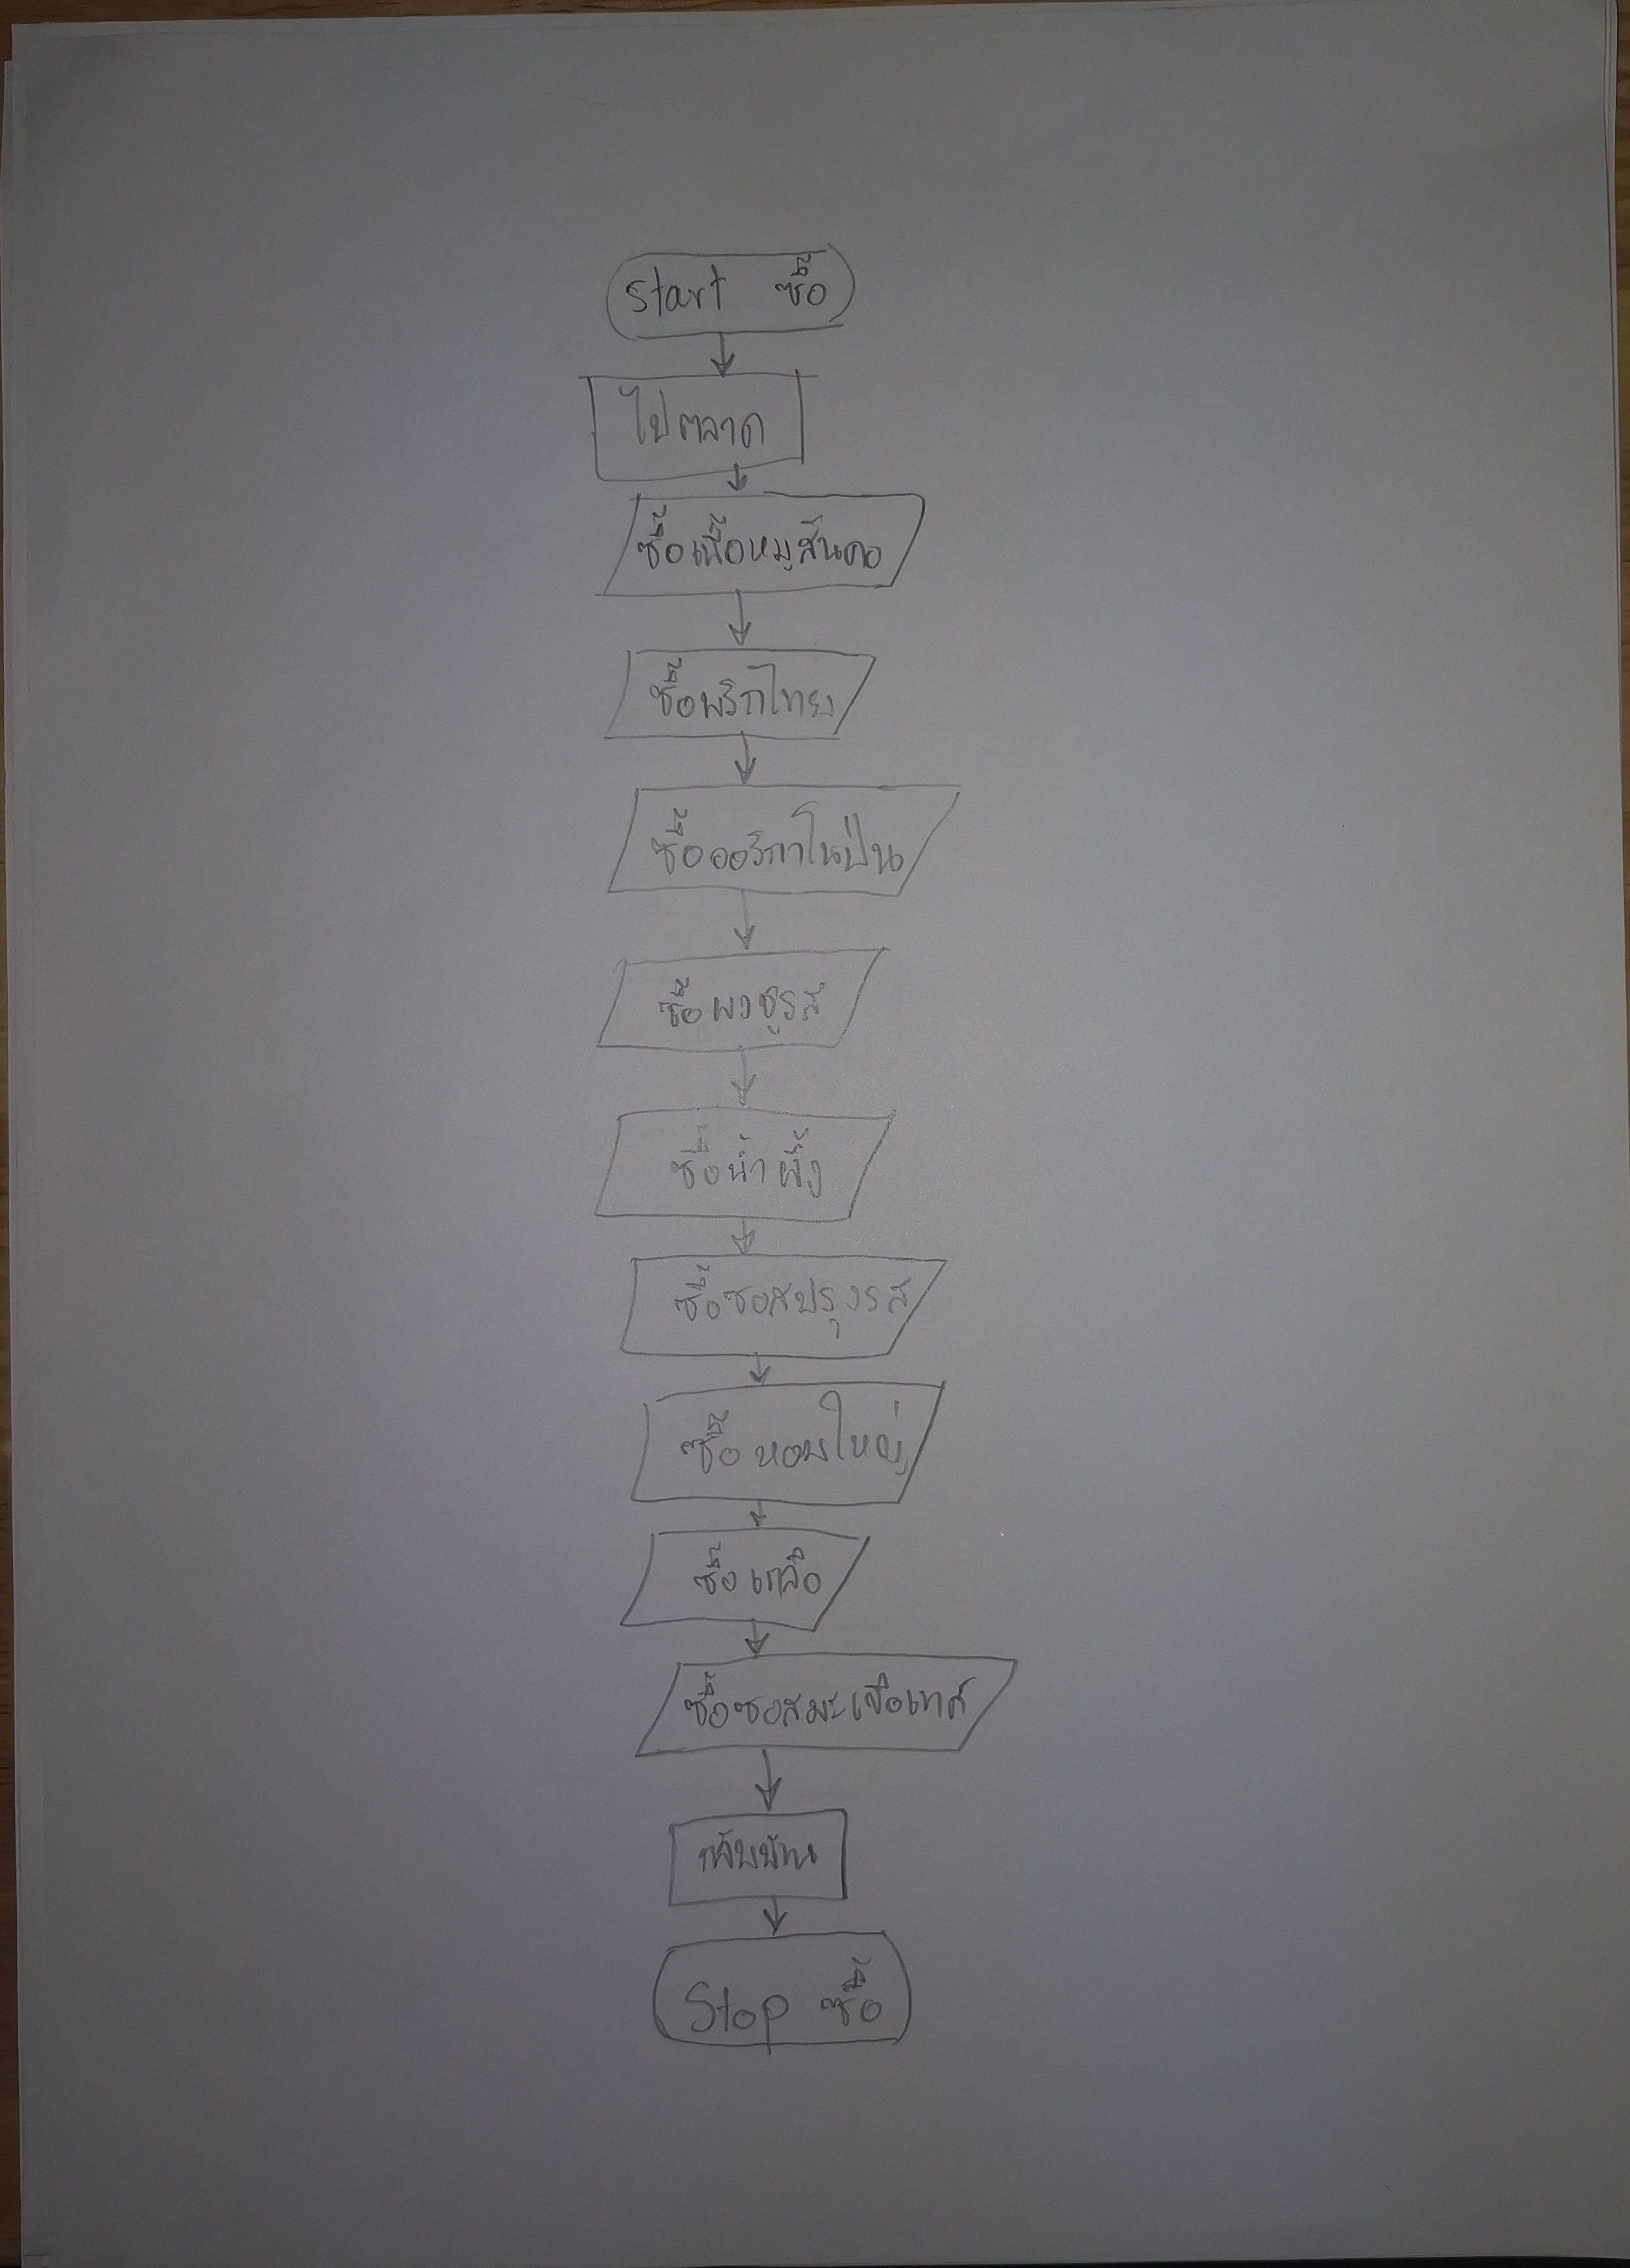 start ซื้อ
ไปตลาด
ซื้อเนื้อหมูสันคอ
ซื้อพริกไทย
ซื้อออริกาโนป่น
ซื้อผงชูรส
ซื้อน้ำผึ้ง
ซื้อซอสปรุงรส
ซื้อหอมใหญ่
ซื้อเกลือ
ซื้อซอสมะเขือเทศ
กลับบ้าน
Stop ซื้อ